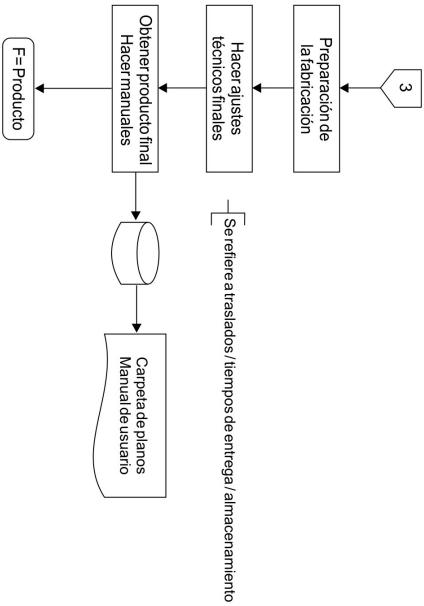 3
Preparación de
la fabricación
Hacer ajustes
técnicos finales
Se refiere a traslados / tiempos de entrega / almacenamiento
Obtener producto final
Hacer manuales
Carpeta de planos
Manual de usuario
F= Producto